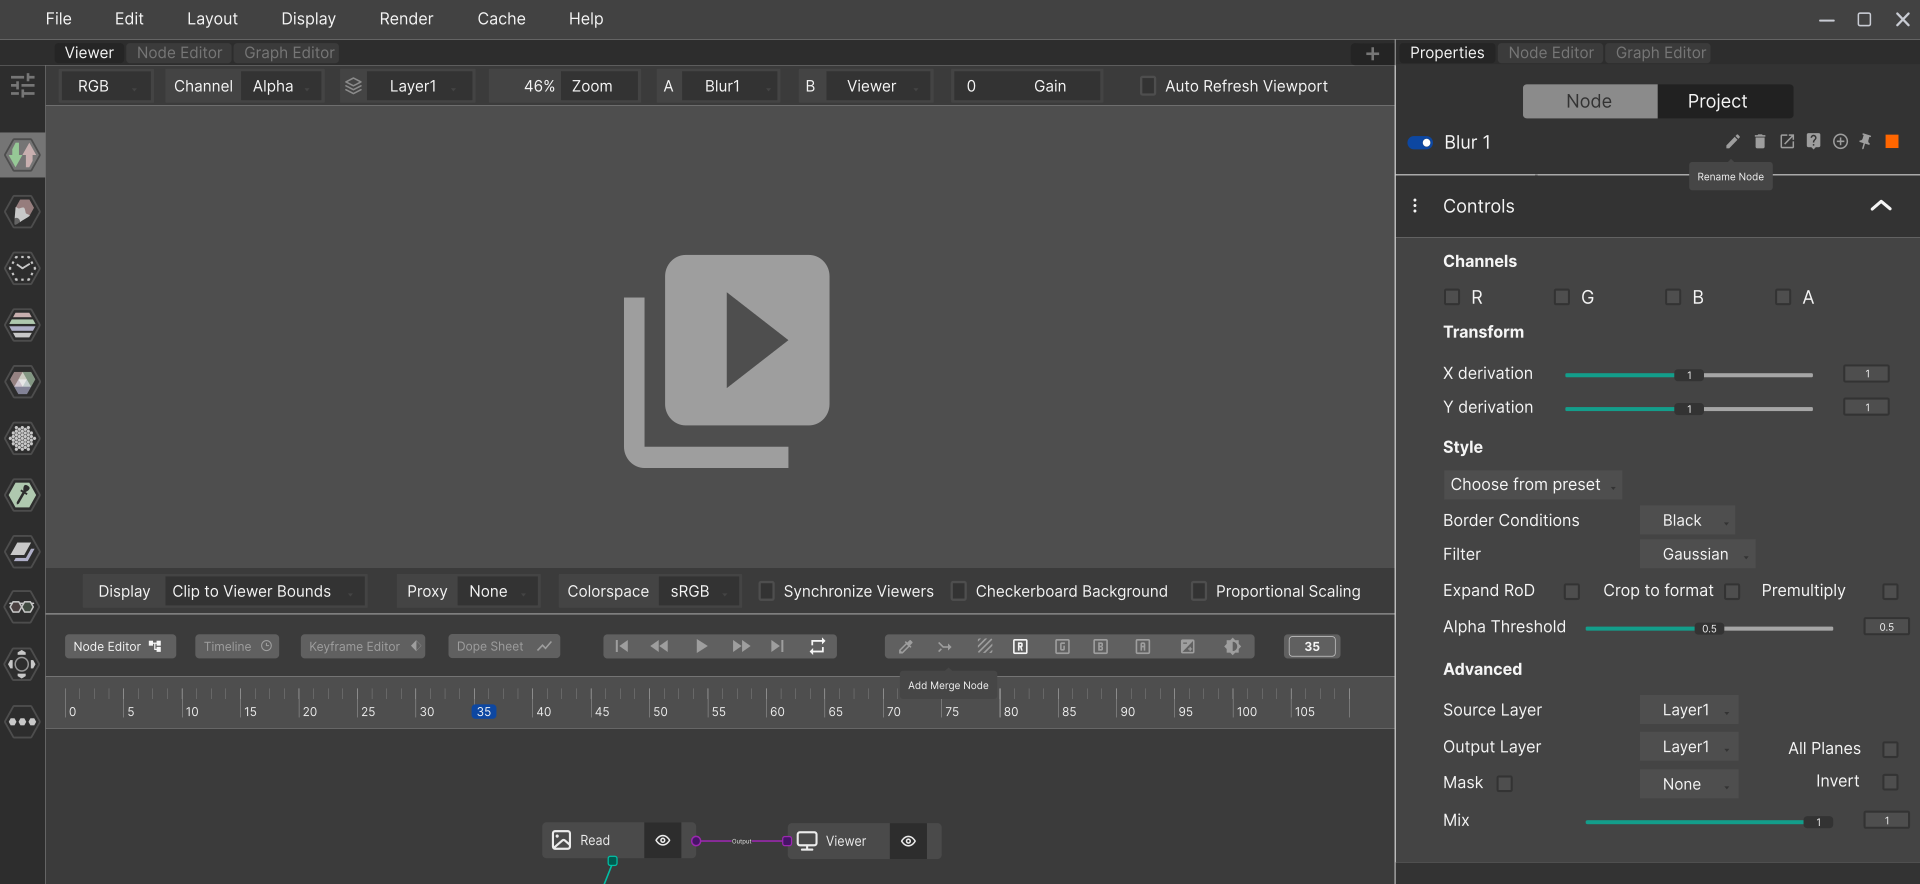 File Edit Layout Display Render Cache Help
Viewer Node Editor Graph Editor
Properties Node Editor Graph Editor
RGB Channel Alpha Layer1 46% Zoom A Blur1 B Viewer 0 Gain Auto Refresh Viewport
Node Project
Blur 1
Rename Node
Controls
Channels
R G B A
Transform
X derivation 1 1
Y derivation 1 1
Style
Choose from preset
Border Conditions Black
Filter Gaussian
Expand RoD Crop to format Premultiply
Alpha Threshold 0.5 0.5
Advanced
Source Layer Layer1
Output Layer Layer1 All Planes
Mask None Invert
Mix 1 1
Display Clip to Viewer Bounds Proxy None Colorspace sRGB Synchronize Viewers Checkerboard Background Proportional Scaling
Node Editor Timeline Keyframe Editor Dope Sheet R G B A 35
Add Merge Node
0 5 10 15 20 25 30 35 40 45 50 55 60 65 70 75 80 85 90 95 100 105
Read Output Viewer